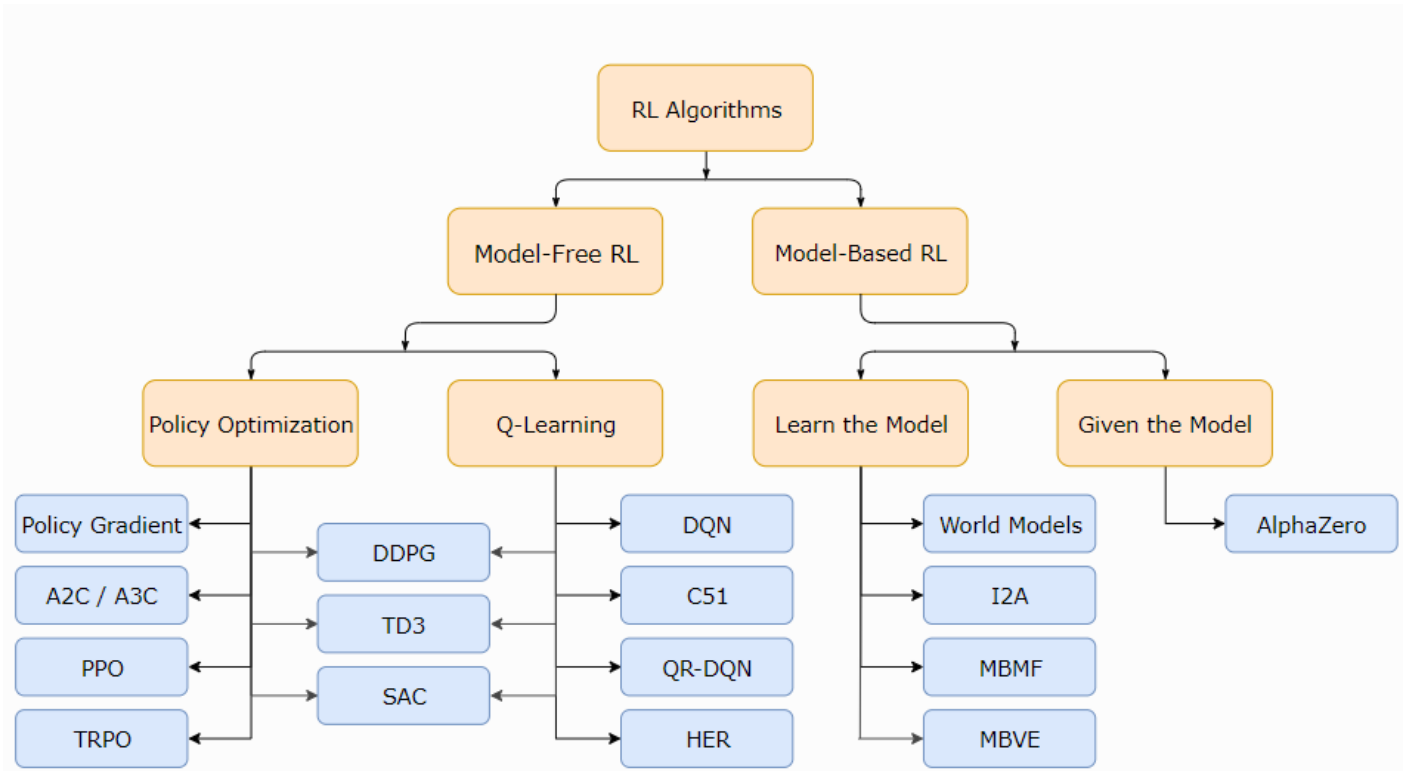 RL Algorithms
Model-Free RL
Model-Based RL
Policy Optimization
Q-Learning
Learn the Model
Given the Model
Policy Gradient
DDPG
DQN
World Models
AlphaZero
A2C / A3C
TD3
C51
I2A
PPO
SAC
QR-DQN
MBMF
TRPO
HER
MBVE